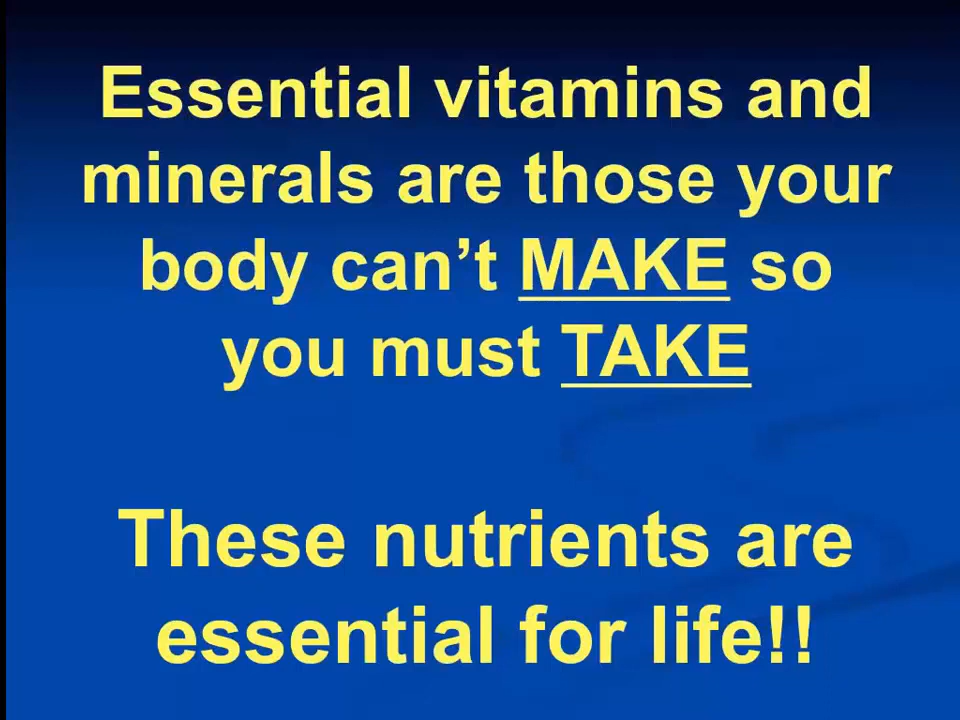 Essential vitamins and
minerals are those your
body can’t MAKE so
you must TAKE
These nutrients are
essential for life!!